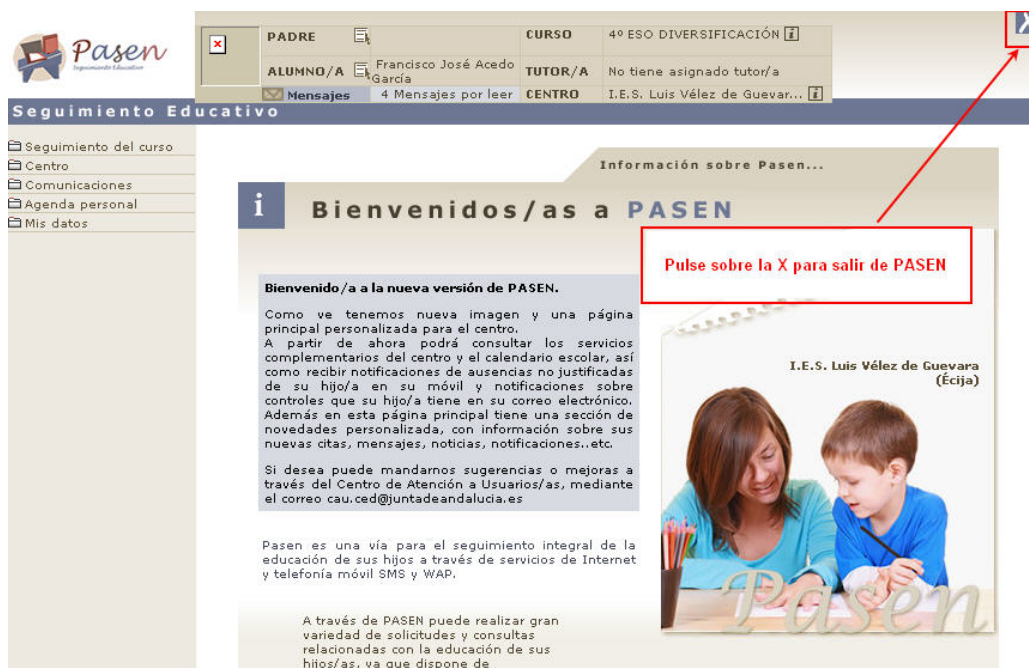 Pasen
Seguimiento Educativo
PADRE
CURSO
4º ESO DIVERSIFICACIÓN
ALUMNO/A
Francisco José Acedo
García
TUTOR/A
No tiene asignado tutor/a
Mensajes
4 Mensajes por leer
CENTRO
I.E.S. Luis Vélez de Guevar...
X
Seguimiento Educativo
Seguimiento del curso
Centro
Comunicaciones
Agenda personal
Mis datos
Información sobre Pasen...
i
Bienvenidos/as a PASEN
Pulse sobre la X para salir de PASEN
Bienvenido/a a la nueva versión de PASEN.
Como ve tenemos nueva imagen y una página
principal personalizada para el centro.
A partir de ahora podrá consultar los servicios
complementarios del centro y el calendario escolar, así
como recibir notificaciones de ausencias no justificadas
de su hijo/a en su móvil y notificaciones sobre
controles que su hijo/a tiene en su correo electrónico.
Además en esta página principal tiene una sección de
novedades personalizada, con información sobre sus
nuevas citas, mensajes, noticias, notificaciones..etc.
Si desea puede mandarnos sugerencias o mejoras a
través del Centro de Atención a Usuarios/as, mediante
el correo cau.ced@juntadeandalucia.es
I.E.S. Luis Vélez de Guevara
(Écija)
Pasen
Pasen es una vía para el seguimiento integral de la
educación de sus hijos a través de servicios de Internet
y telefonía móvil SMS y WAP.
A través de PASEN puede realizar gran
variedad de solicitudes y consultas
relacionadas con la educación de sus
hijos/as, ya que dispone de